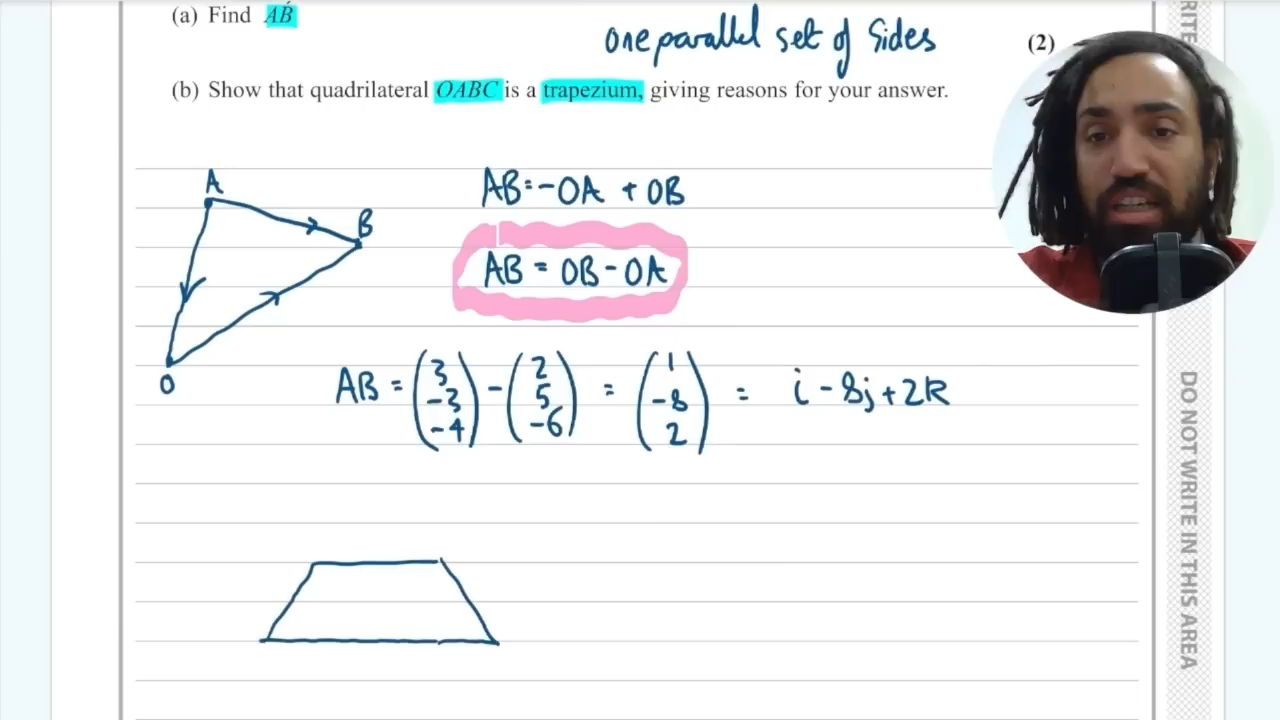 (a) Find AB
one parallel set of sides
(2)
(b) Show that quadrilateral OABC is a trapezium, giving reasons for your answer.
A
B
O
AB = -OA + OB
AB = OB - OA
AB = (3 -3 -4) - (2 5 -6) = (1 -8 2) = i - 8j + 2k
DO NOT WRITE IN THIS AREA